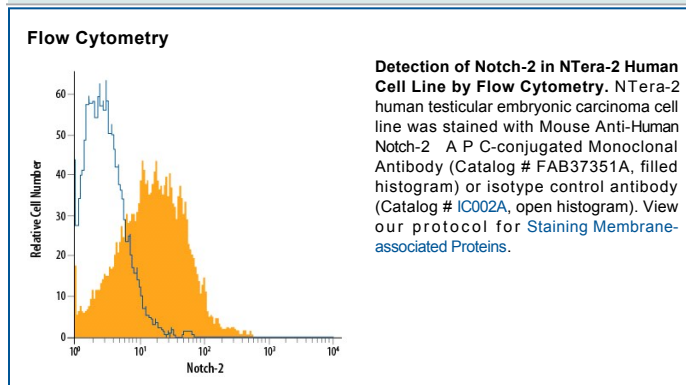 Flow Cytometry
Detection of Notch-2 in NTera-2 Human
Cell Line by Flow Cytometry. NTera-2
human testicular embryonic carcinoma cell
line was stained with Mouse Anti-Human
Notch-2 A P C-conjugated Monoclonal
Antibody (Catalog # FAB37351A, filled
histogram) or isotype control antibody
(Catalog # IC002A, open histogram). View
our protocol for Staining Membrane-
associated Proteins.
Relative Cell Number
60
50
40
30
20
10
0
10⁰ 10¹ 10² 10³ 10⁴
Notch-2